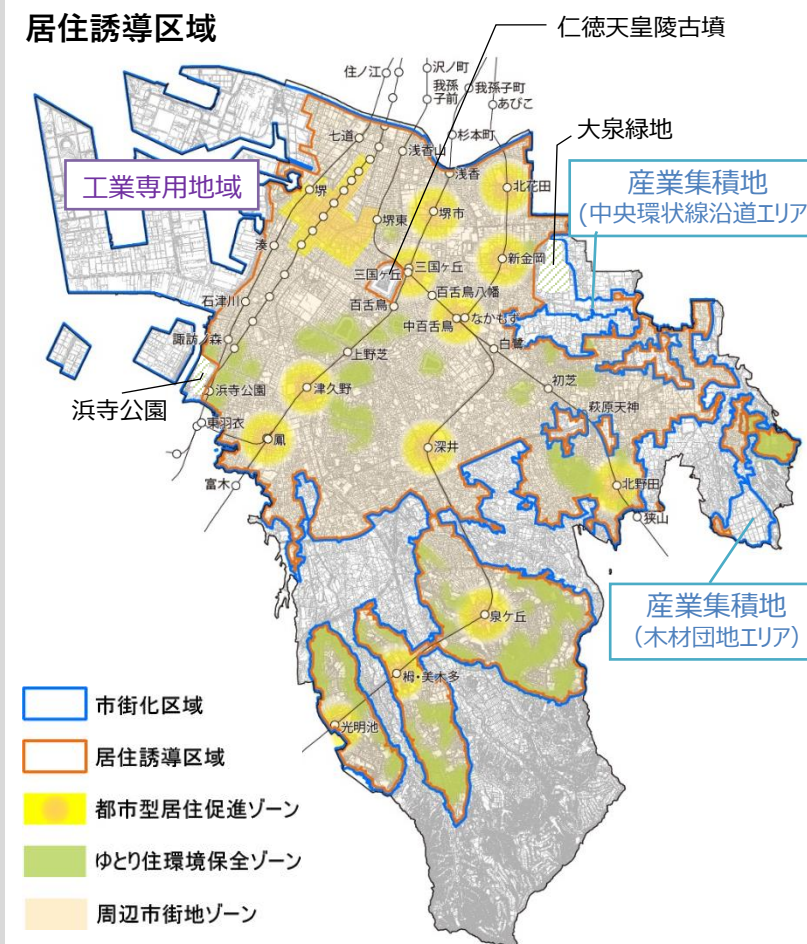 居住誘導区域
仁徳天皇陵古墳
住ノ江
沢ノ町
我孫
子前
我孫子町
あびこ
大泉緑地
七道
浅香山
杉本町
浅香
工業専用地域
産業集積地
(中央環状線沿道エリア
堺
北花田
堺東
堺市
湊
三国ヶ丘
三国ヶ丘
新金岡
石津川
百舌鳥
百舌鳥八幡
中百舌鳥
なかもず
諏訪ノ森
上野芝
白鷺
浜寺公園
浜寺公園
津久野
初芝
萩原天神
東羽衣
鳳
深井
富木
北野田
狭山
産業集積地
（木材団地エリア）
泉ケ丘
栂・美木多
光明池
市街化区域
居住誘導区域
都市型居住促進ゾーン
ゆとり住環境保全ゾーン
周辺市街地ゾーン